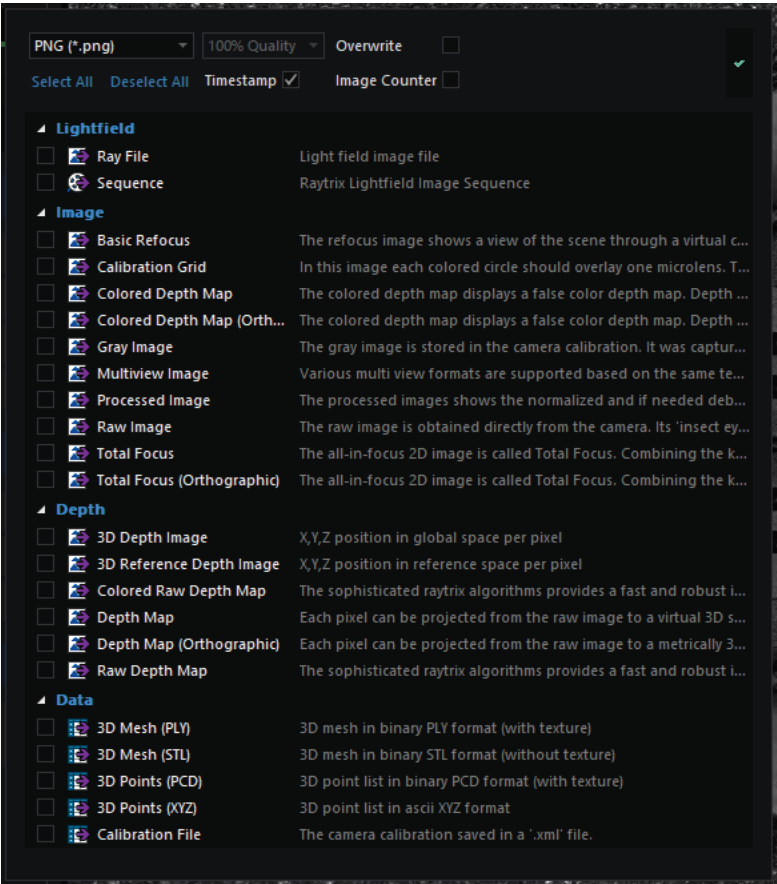 PNG (*.png) 100% Quality Overwrite
Select All Deselect All Timestamp Image Counter
Lightfield
Ray File Light field image file
Sequence Raytrix Lightfield Image Sequence
Image
Basic Refocus The refocus image shows a view of the scene through a virtual c...
Calibration Grid In this image each colored circle should overlay one microlens. T...
Colored Depth Map The colored depth map displays a false color depth map. Depth ...
Colored Depth Map (Orth... The colored depth map displays a false color depth map. Depth ...
Gray Image The gray image is stored in the camera calibration. It was captur...
Multiview Image Various multi view formats are supported based on the same te...
Processed Image The processed images shows the normalized and if needed deb...
Raw Image The raw image is obtained directly from the camera. Its 'insect ey...
Total Focus The all-in-focus 2D image is called Total Focus. Combining the k...
Total Focus (Orthographic) The all-in-focus 2D image is called Total Focus. Combining the k...
Depth
3D Depth Image X,Y,Z position in global space per pixel
3D Reference Depth Image X,Y,Z position in reference space per pixel
Colored Raw Depth Map The sophisticated raytrix algorithms provides a fast and robust i...
Depth Map Each pixel can be projected from the raw image to a virtual 3D s...
Depth Map (Orthographic) Each pixel can be projected from the raw image to a metrically 3...
Raw Depth Map The sophisticated raytrix algorithms provides a fast and robust i...
Data
3D Mesh (PLY) 3D mesh in binary PLY format (with texture)
3D Mesh (STL) 3D mesh in binary STL format (without texture)
3D Points (PCD) 3D point list in binary PCD format (with texture)
3D Points (XYZ) 3D point list in ascii XYZ format
Calibration File The camera calibration saved in a '.xml' file.